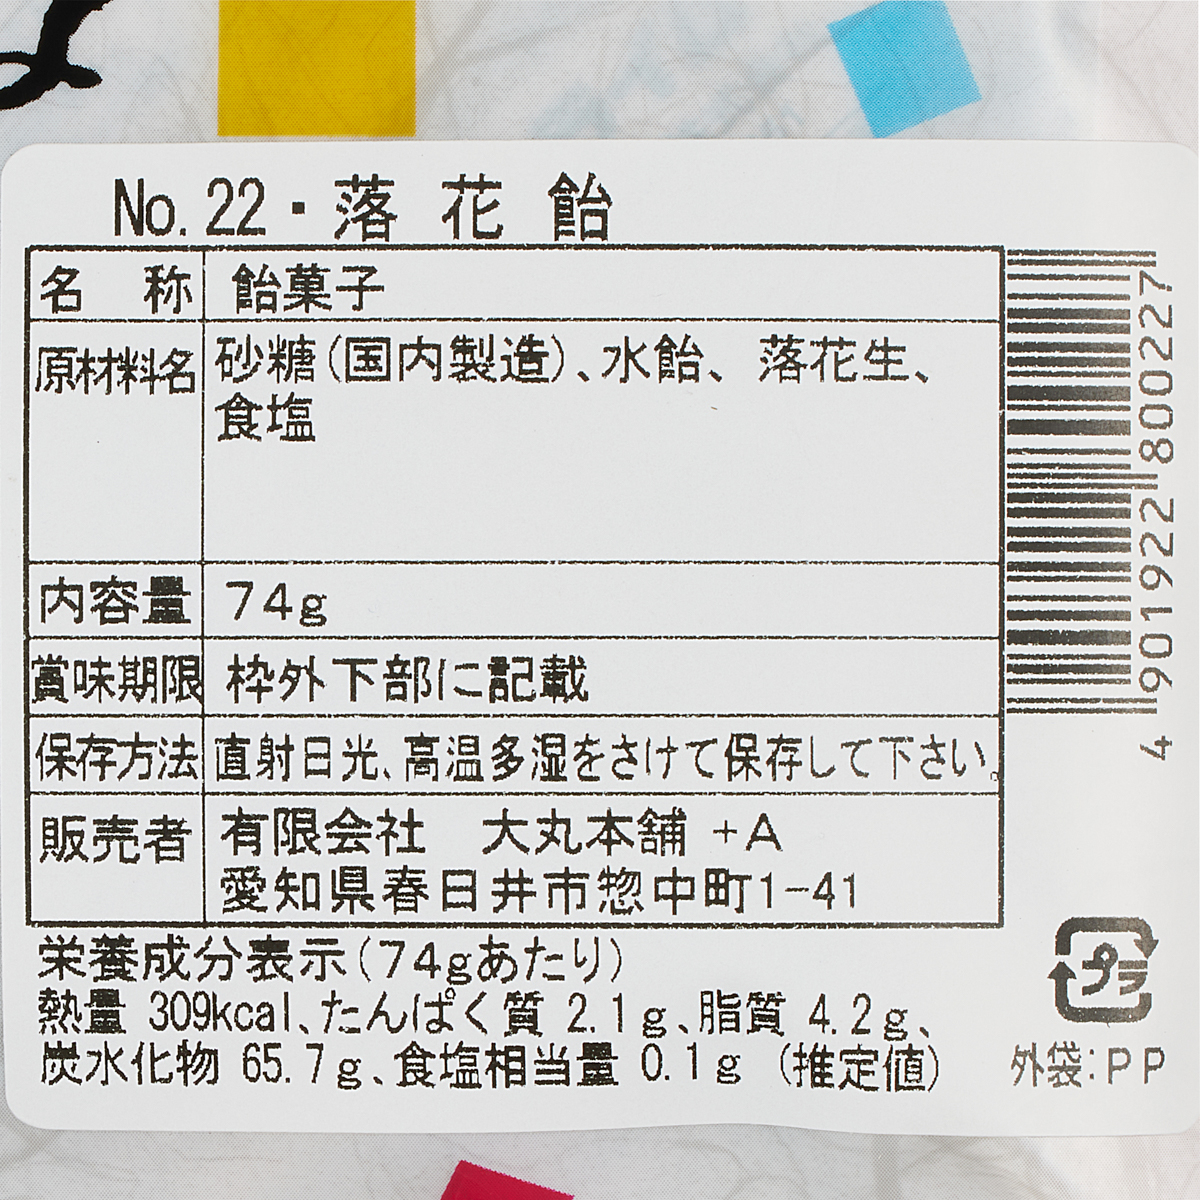 No.22・落花飴
名称 飴菓子
原材料名 砂糖(国内製造)、水飴、落花生、
食塩
内容量 74g
賞味期限 枠外下部に記載
保存方法 直射日光、高温多湿をさけて保存して下さい。
販売者 有限会社 大丸本舗 +A
愛知県春日井市惣中町1-41
栄養成分表示(74gあたり)
熱量 309kcal、たんぱく質 2.1g、脂質 4.2g、
炭水化物 65.7g、食塩相当量 0.1g (推定値)
4 901922 800227
プラ
外袋:PP